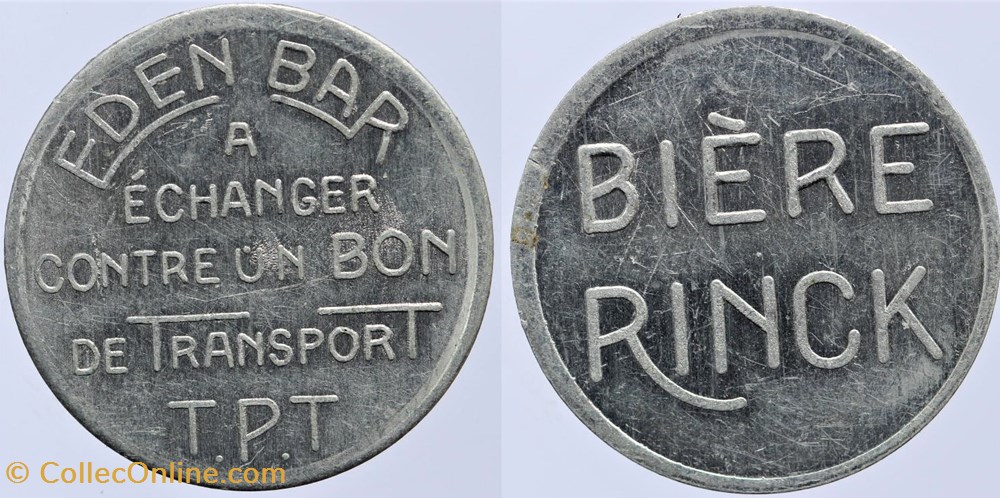 EDEN BAR
A
ÉCHANGER
CONTRE UN BON
DE TRANSPORT
T.P.T
BIÈRE
RINCK
© CollecOnline.com